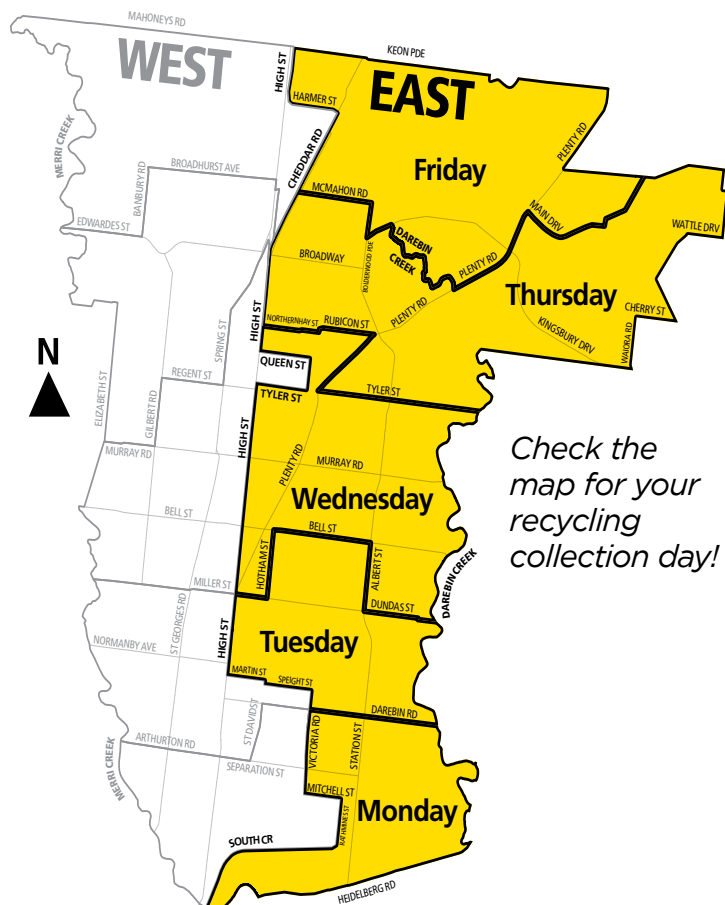 MAHONEYS RD
WEST
HIGH ST
KEON PDE
EAST
HARMER ST
MERRI CREEK
CHEDDAR RD
PLENTY RD
Friday
BANBURY RD
BROADHURST AVE
MCMAHON RD
MAIN DRV
WATTLE DRV
EDWARDES ST
DAREBIN
CREEK
BROADWAY
BOLDERWOOD PDE
PLENTY RD
Thursday
CHERRY ST
NORTHERNHAY ST
RUBICON ST
PLENTY RD
KINGSBURY DRV
WAIORA RD
HIGH ST
SPRING ST
N
QUEEN ST
REGENT ST
TYLER ST
TYLER ST
ELIZABETH ST
GILBERT RD
HIGH ST
MURRAY RD
PLENTY RD
MURRAY RD
Check the
map for your
recycling
collection day!
Wednesday
BELL ST
BELL ST
HOTHAM ST
ALBERT ST
DAREBIN CREEK
MILLER ST
DUNDAS ST
ST GEORGES RD
HIGH ST
NORMANBY AVE
Tuesday
MARTIN ST
SPEIGHT ST
DAREBIN RD
ST DAVID ST
VICTORIA RD
STATION ST
ARTHURTON RD
MERRI CREEK
SEPARATION ST
MITCHELL ST
Monday
RATHMINES ST
SOUTH CR
HEIDELBERG RD